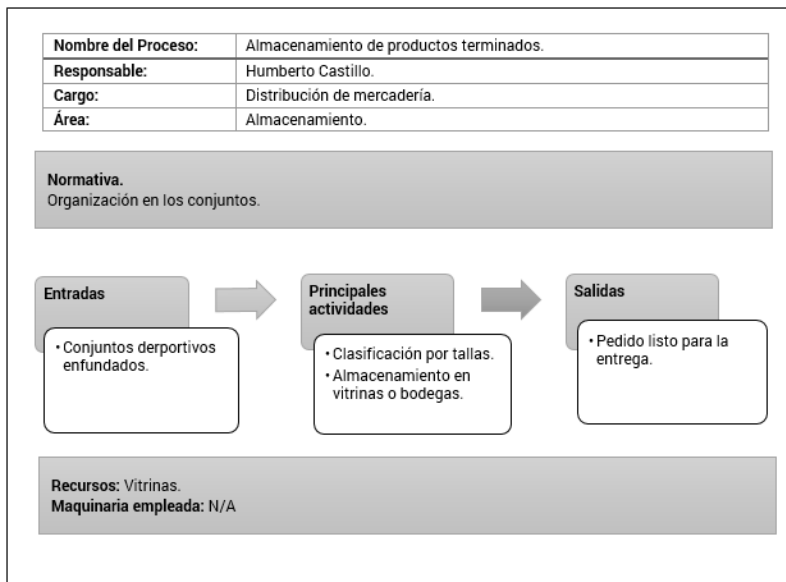 Nombre del Proceso: Almacenamiento de productos terminados.
Responsable: Humberto Castillo.
Cargo: Distribución de mercadería.
Área: Almacenamiento.
Normativa.
Organización en los conjuntos.
Entradas
• Conjuntos derportivos
enfundados.
Principales
actividades
• Clasificación por tallas.
• Almacenamiento en
vitrinas o bodegas.
Salidas
• Pedido listo para la
entrega.
Recursos: Vitrinas.
Maquinaria empleada: N/A